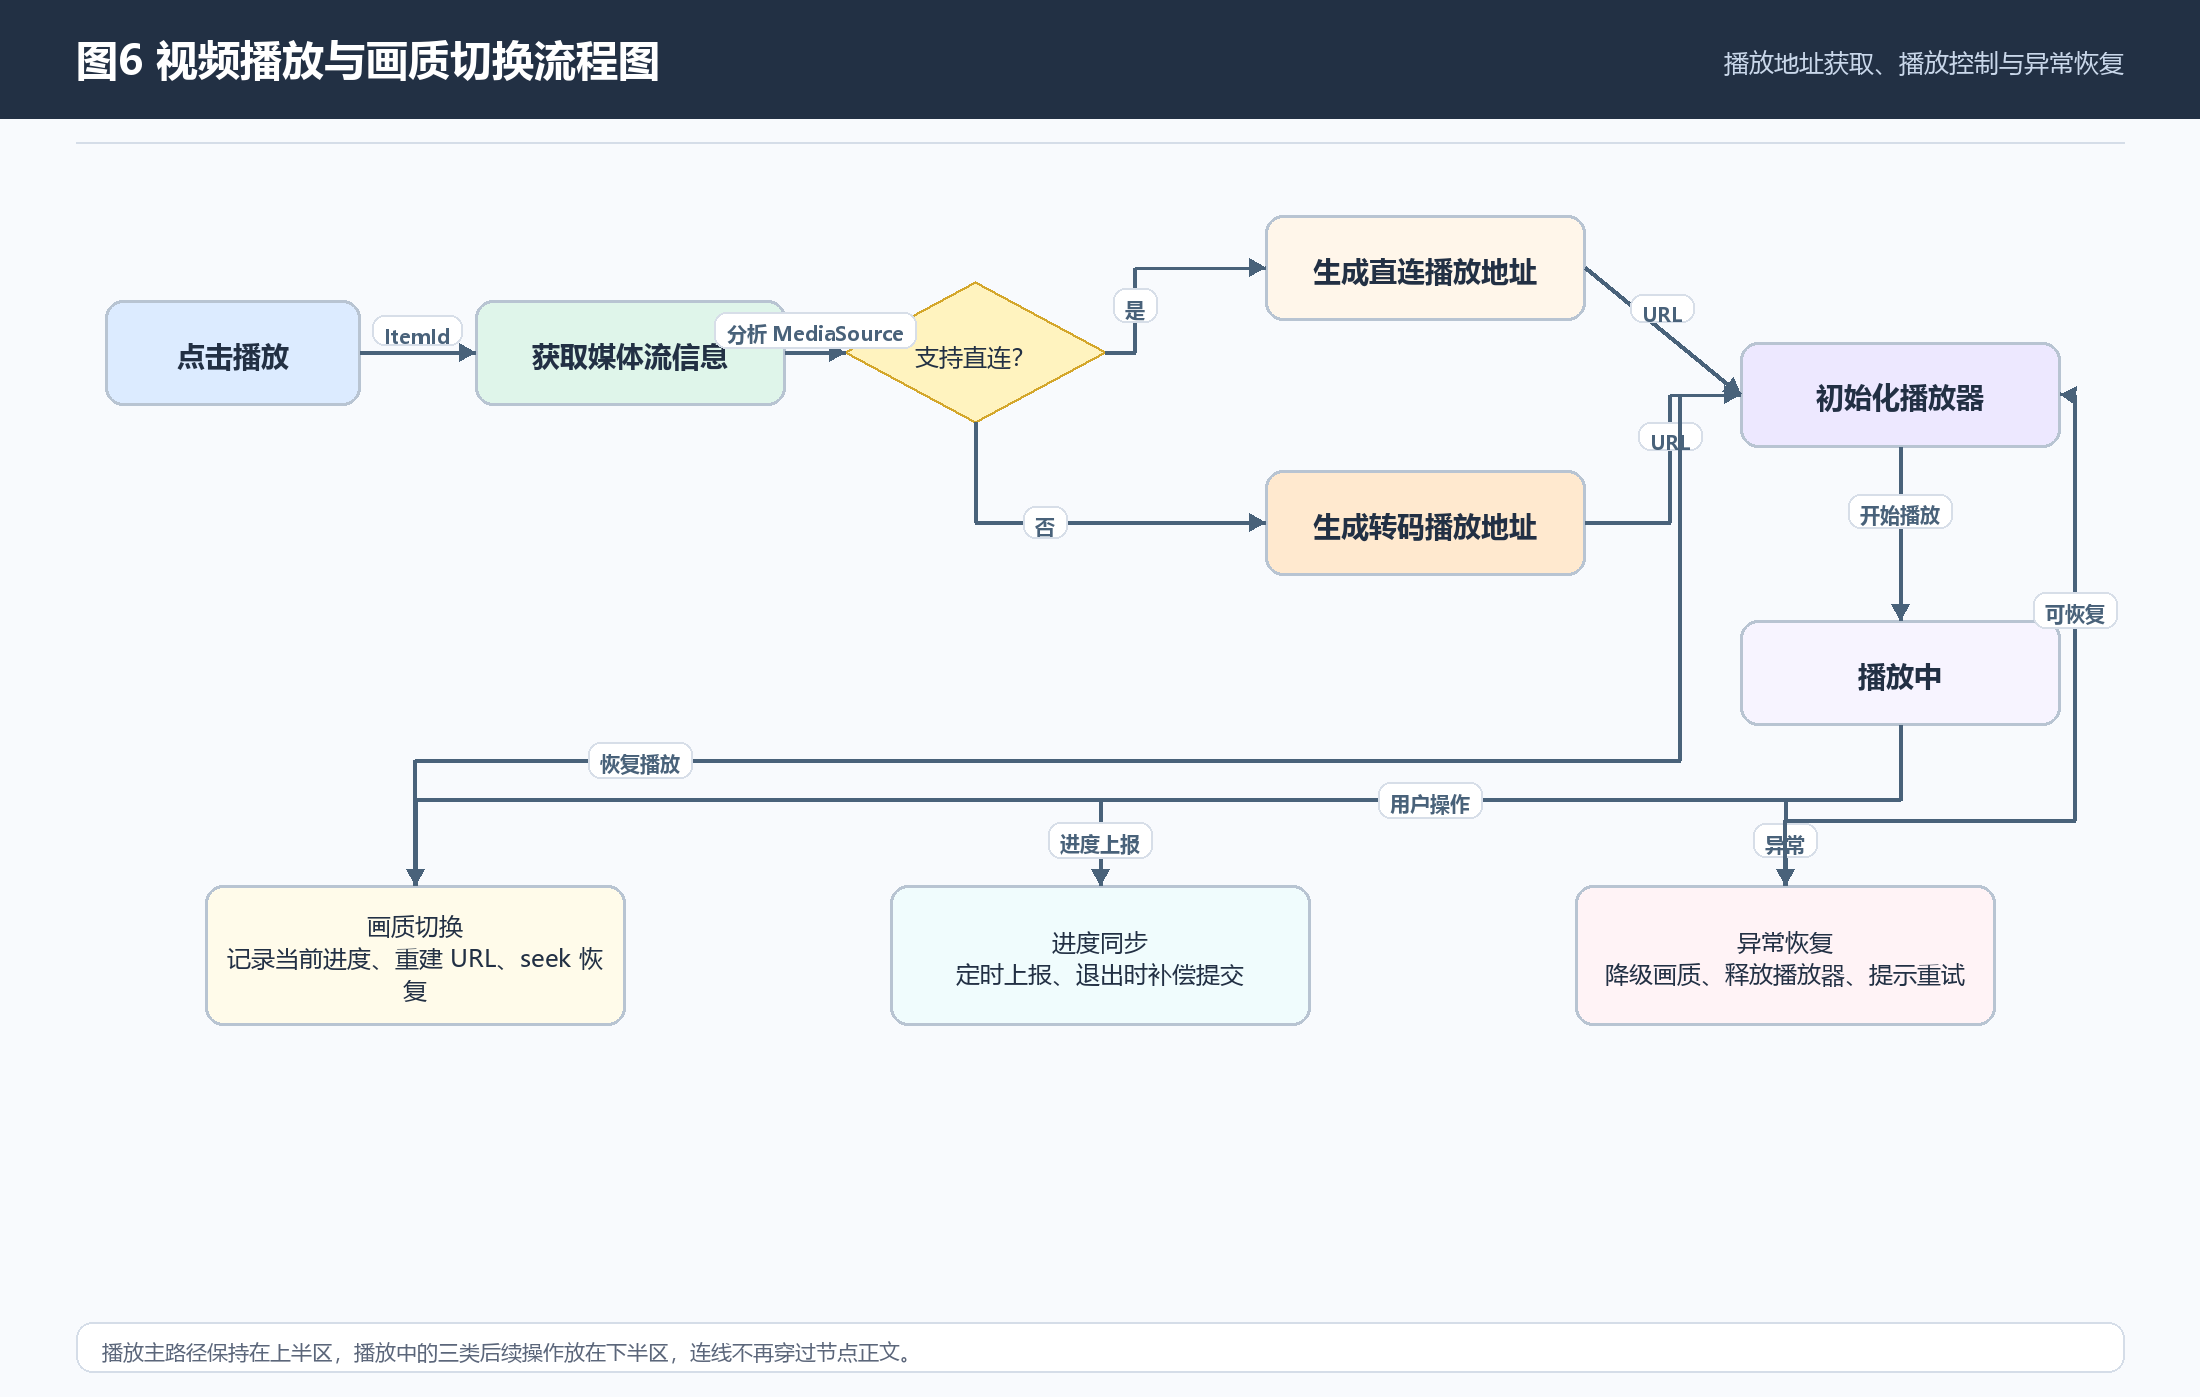 图6 视频播放与画质切换流程图
播放地址获取、播放控制与异常恢复
点击播放
ItemId
获取媒体流信息
分析 MediaSource
支持直连？
是
否
生成直连播放地址
生成转码播放地址
URL
URL
初始化播放器
开始播放
可恢复
播放中
恢复播放
用户操作
进度上报
异常
画质切换
记录当前进度、重建 URL、seek 恢
复
进度同步
定时上报、退出时补偿提交
异常恢复
降级画质、释放播放器、提示重试
播放主路径保持在上半区，播放中的三类后续操作放在下半区，连线不再穿过节点正文。